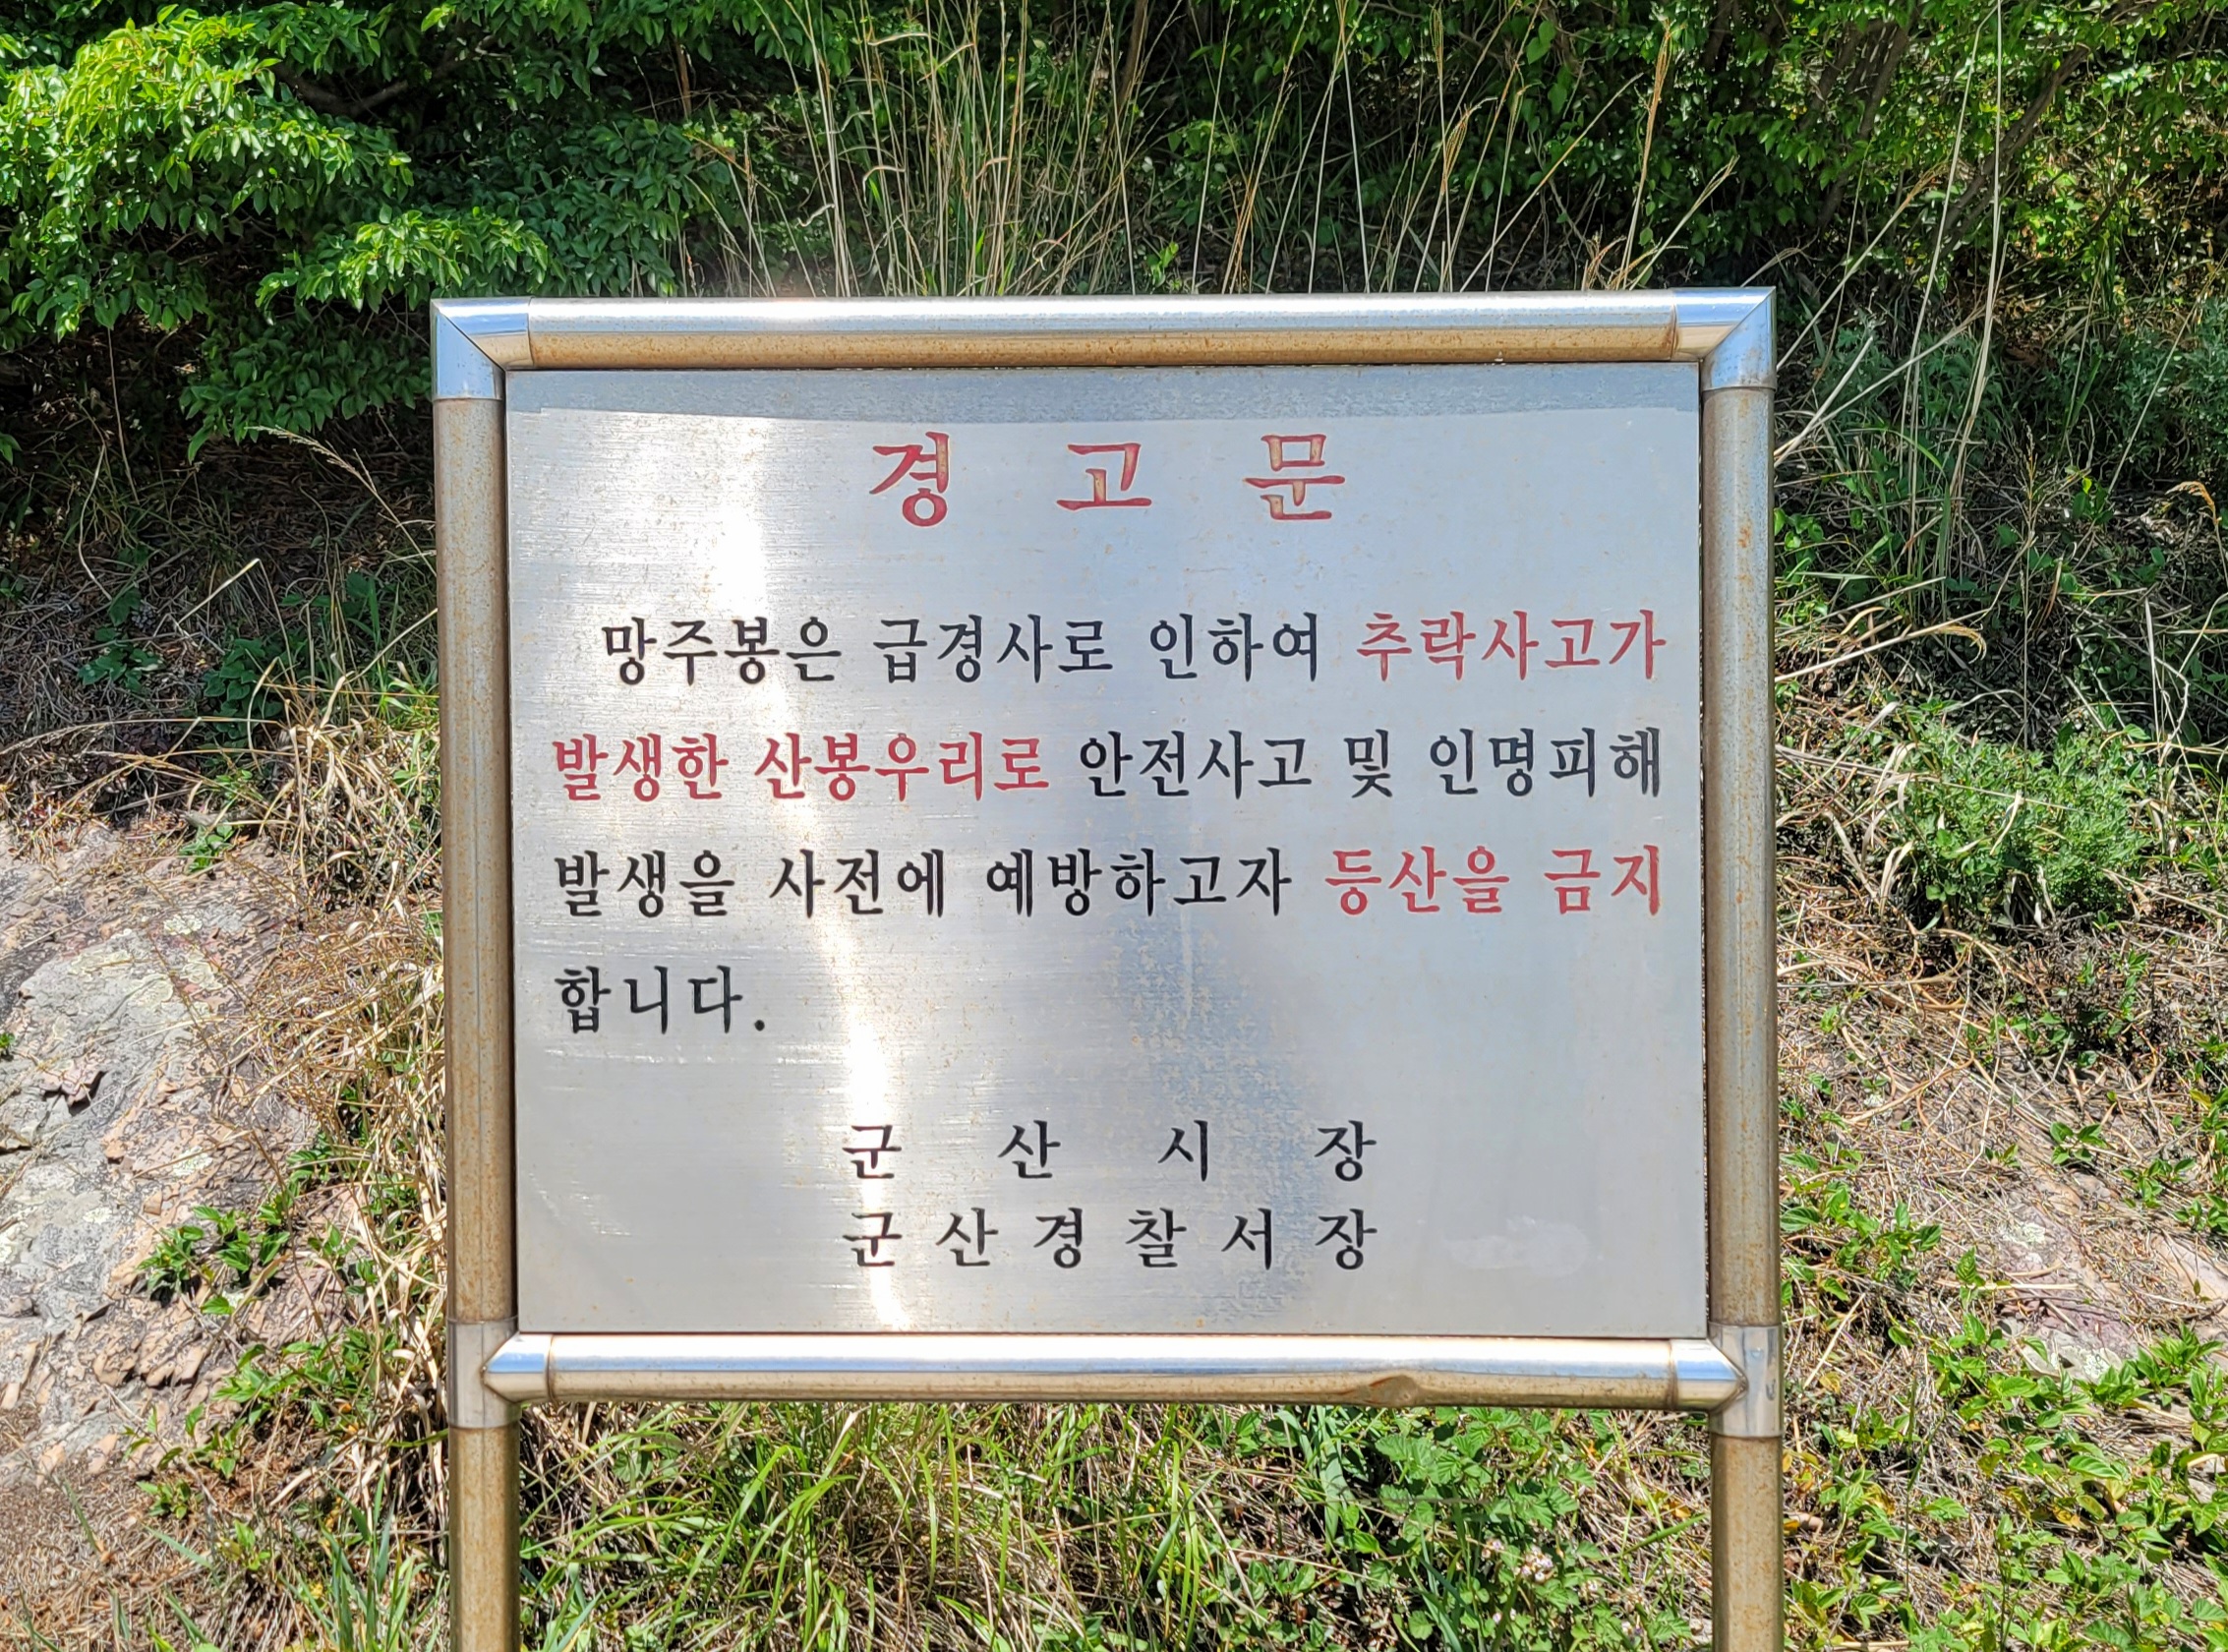 경 고 문
망주봉은 급경사로 인하여 추락사고가
발생한 산봉우리로 안전사고 및 인명피해
발생을 사전에 예방하고자 등산을 금지
합니다.
군 산 시 장
군 산 경 찰 서 장